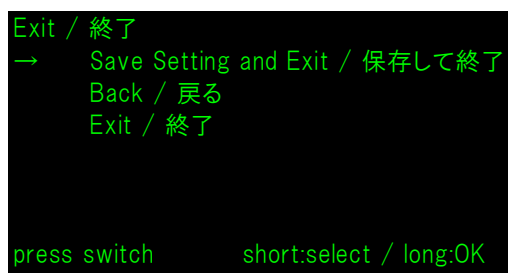 Exit / 終了
→ Save Setting and Exit / 保存して終了
Back / 戻る
Exit / 終了
press switch short:select / long:OK